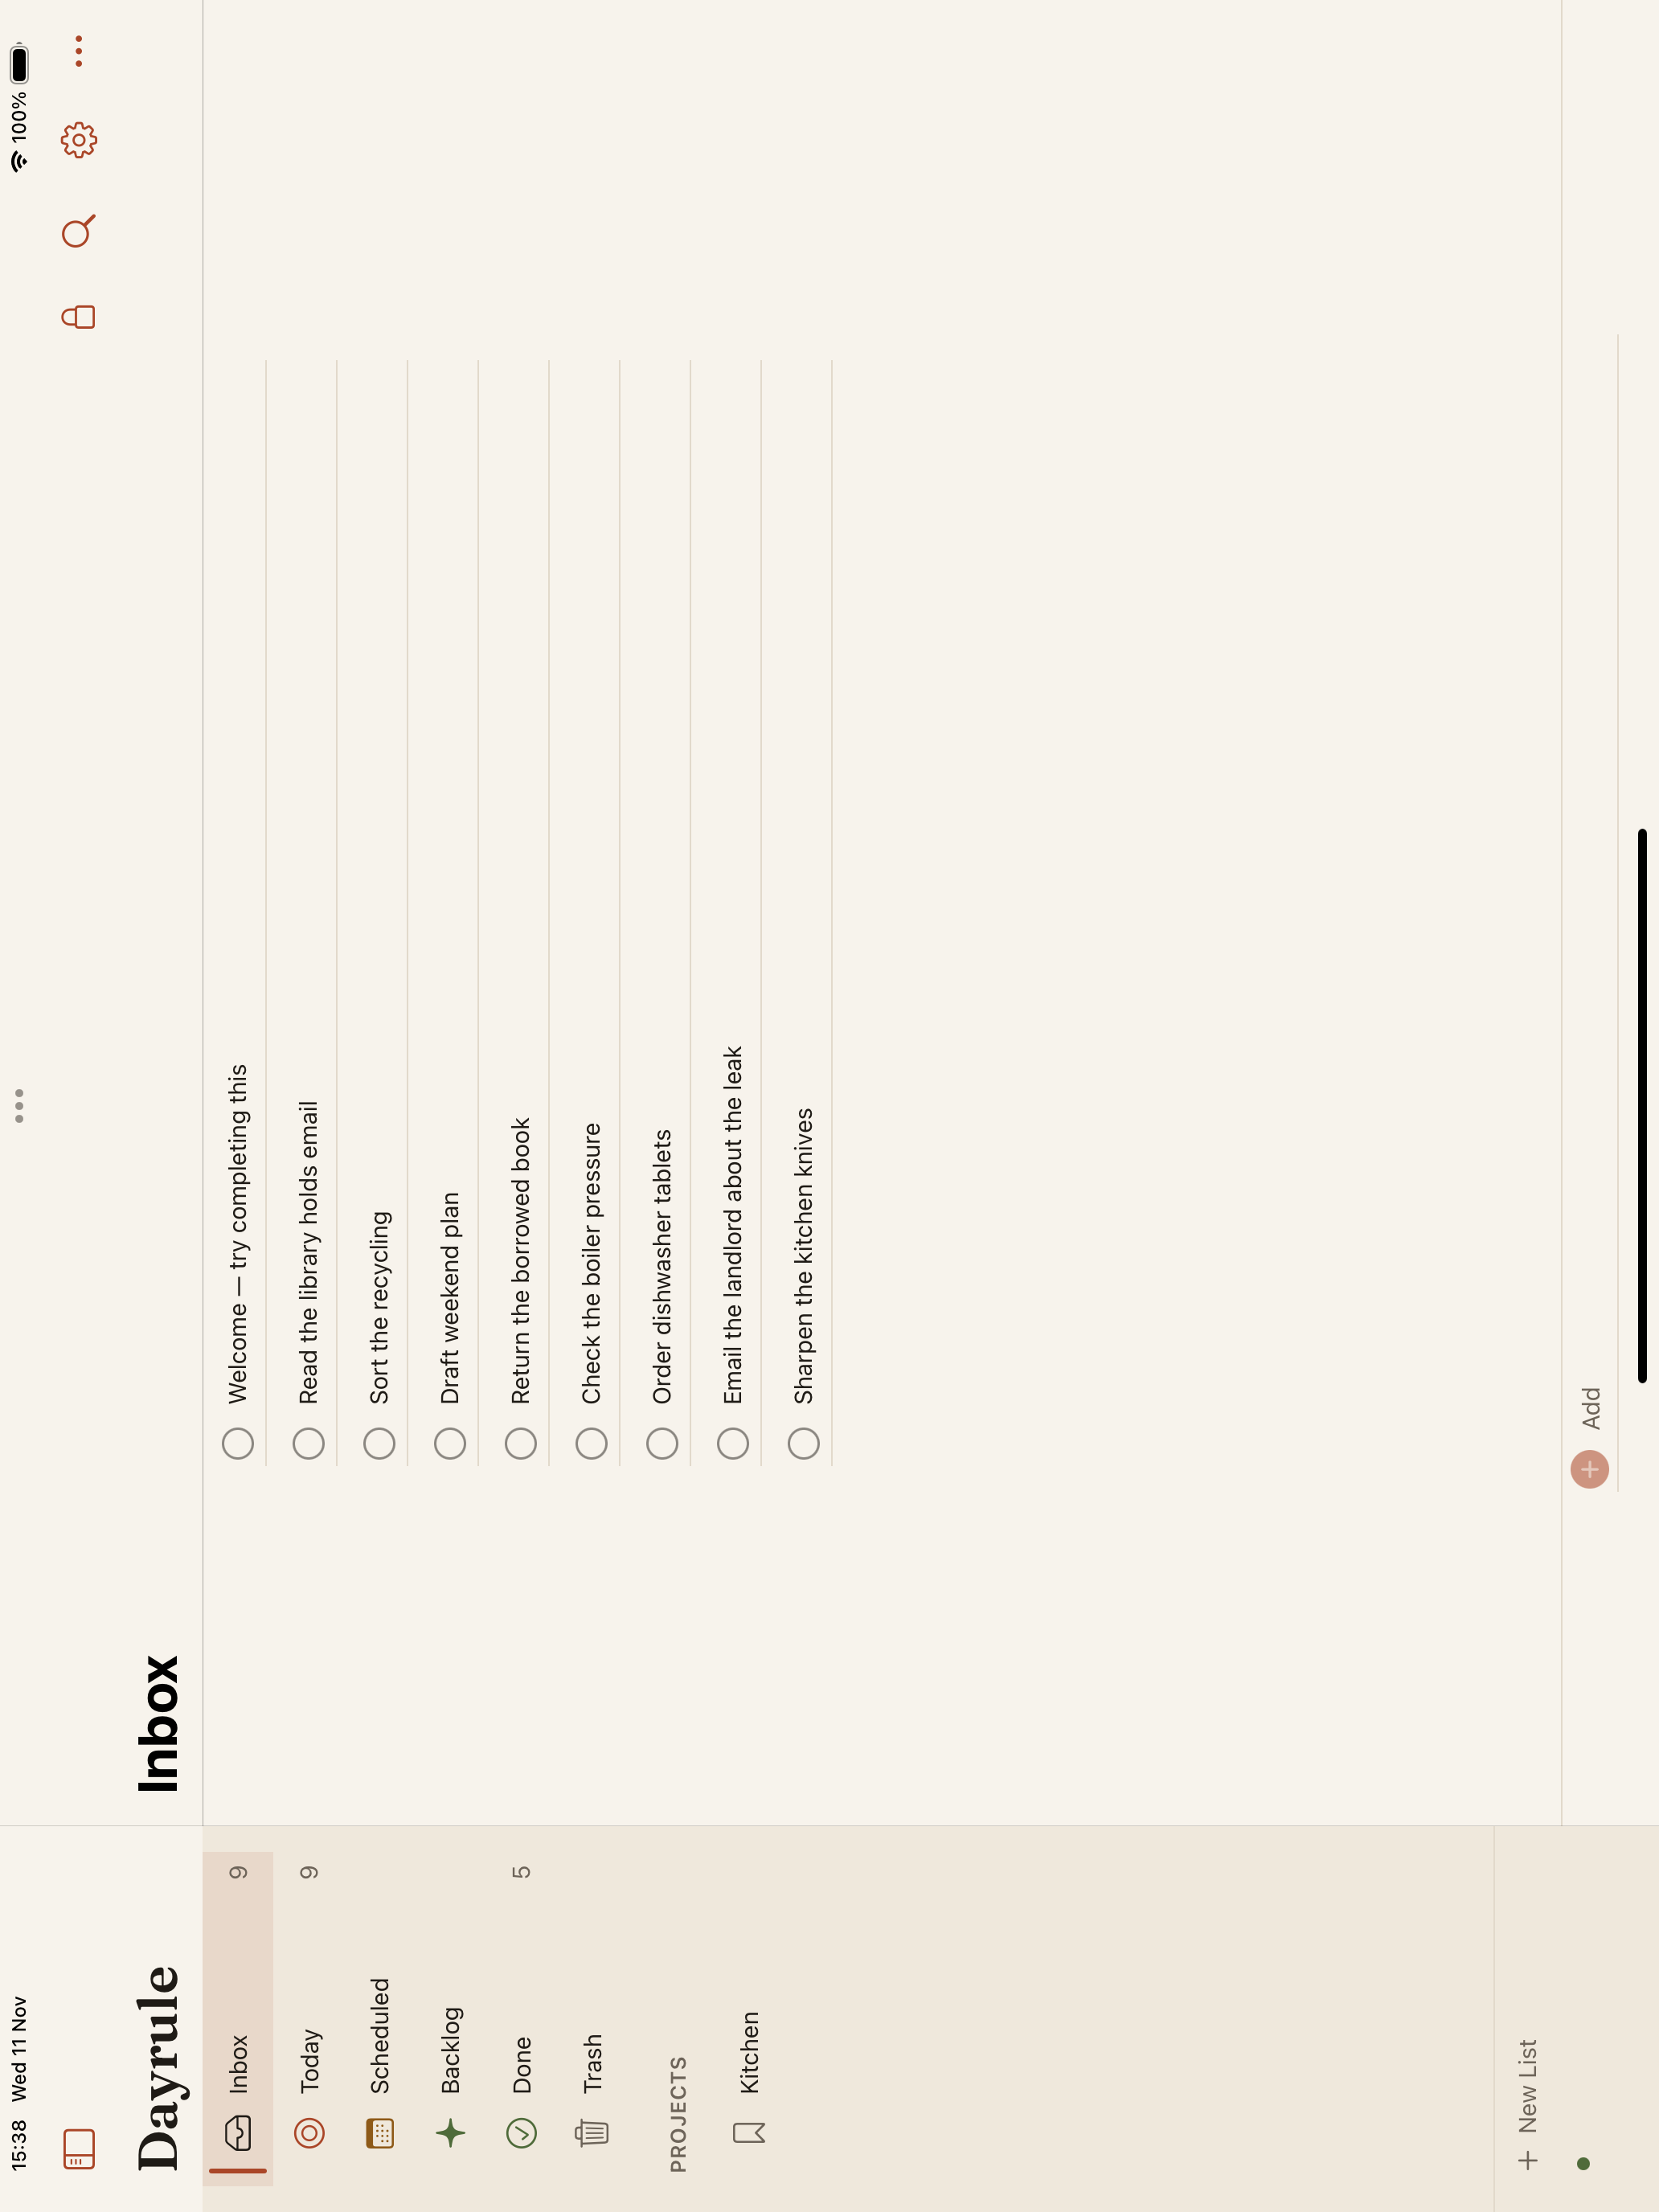 15:38 Wed 11 Nov
100%
Dayrule
Inbox 9
Today 9
Scheduled
Backlog
Done 5
Trash
PROJECTS
Kitchen
New List
Inbox
Welcome — try completing this
Read the library holds email
Sort the recycling
Draft weekend plan
Return the borrowed book
Check the boiler pressure
Order dishwasher tablets
Email the landlord about the leak
Sharpen the kitchen knives
Add